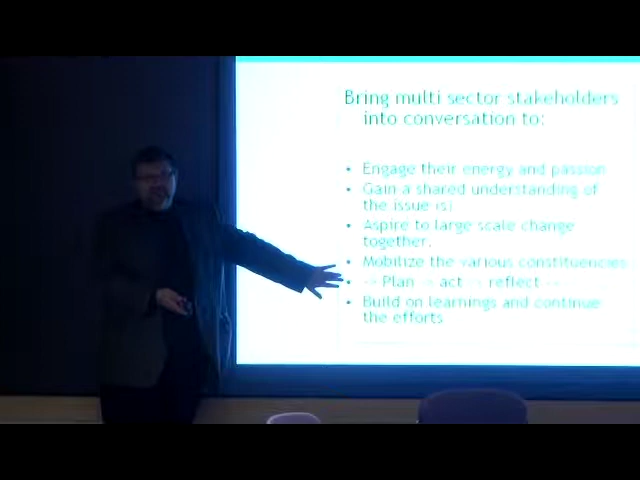 Bring multi sector stakeholders
into conversation to:
• Engage their energy and passion
• Gain a shared understanding of
the issue (s)
• Aspire to large scale change
together.
• Mobilize the various constituencies
• -> Plan -> act -> reflect ->
• Build on learnings and continue
the efforts